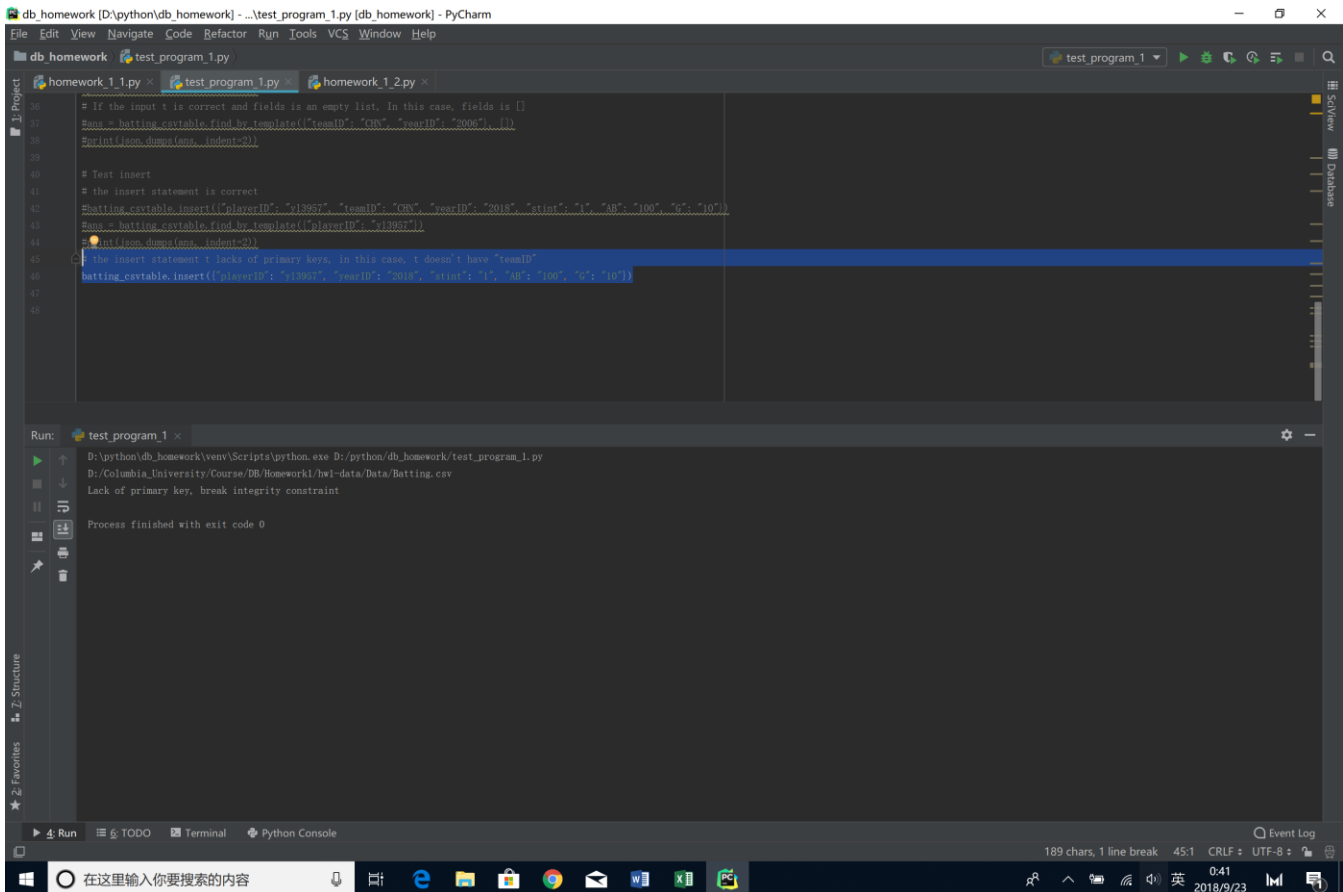 db_homework [D:\python\db_homework] - ...\test_program_1.py [db_homework] - PyCharm
File Edit View Navigate Code Refactor Run Tools VCS Window Help
db_homework test_program_1.py
test_program_1
homework_1_1.py test_program_1.py homework_1_2.py
1: Project
SciView
Database
36 # If the input t is correct and fields is an empty list, In this case, fields is []
37 #ans = batting_csvtable.find_by_template({"teamID": "CHN", "yearID": "2006"}, [])
38 #print(json.dumps(ans, indent=2))
39
40 # Test insert
41 # the insert statement is correct
42 #batting_csvtable.insert({"playerID": "yl3957", "teamID": "CHN", "yearID": "2018", "stint": "1", "AB": "100", "G": "10"})
43 #ans = batting_csvtable.find_by_template({"playerID": "yl3957"})
44 int(json.dumps(ans, indent=2))
45 # the insert statement t lacks of primary keys, in this case, t doesn't have "teamID"
46 batting_csvtable.insert({"playerID": "yl3957", "yearID": "2018", "stint": "1", "AB": "100", "G": "10"})
47
48
Run: test_program_1
D:\python\db_homework\venv\Scripts\python.exe D:/python/db_homework/test_program_1.py
D:/Columbia_University/Course/DB/Homework1/hw1-data/Data/Batting.csv
Lack of primary key, break integrity constraint
Process finished with exit code 0
7: Structure
2: Favorites
4: Run 6: TODO Terminal Python Console
Event Log
189 chars, 1 line break 45:1 CRLF UTF-8
在这里输入你要搜索的内容
英 0:41
2018/9/23